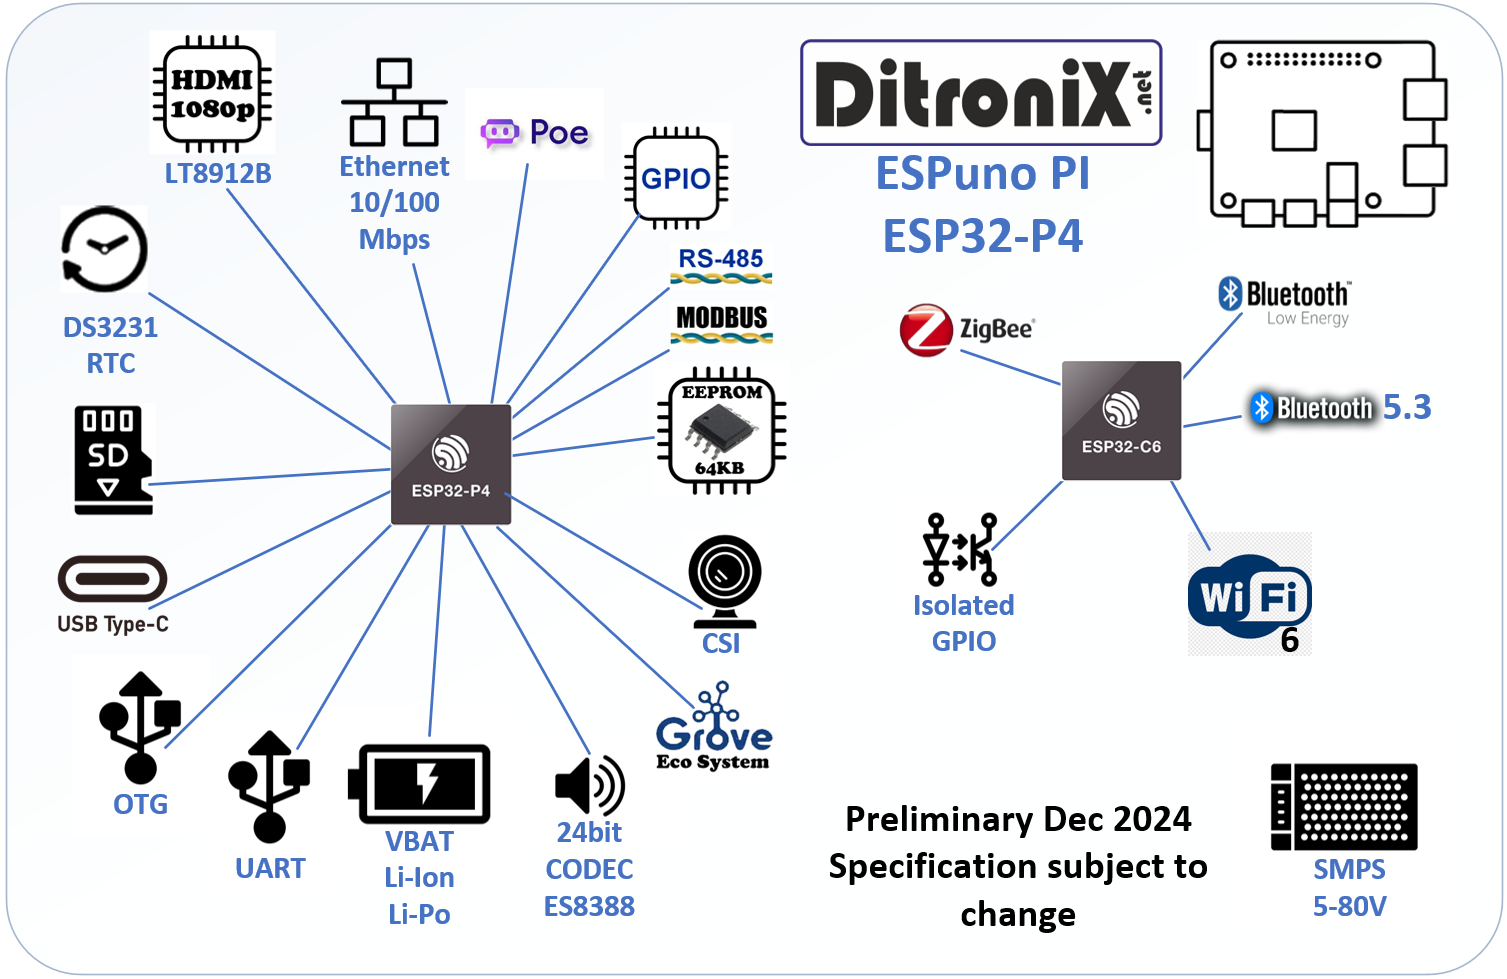 HDMI
1080p
LT8912B
Ethernet
10/100
Mbps
Poe
GPIO
RS-485
MODBUS
EEPROM
64KB
DS3231
RTC
SD
USB Type-C
OTG
UART
VBAT
Li-Ion
Li-Po
24bit
CODEC
ES8388
Grove
Eco System
CSI
ESP32-P4
DitroniX.net
ESPuno PI
ESP32-P4
ZigBee®
Bluetooth™
Low Energy
Bluetooth 5.3
ESP32-C6
Isolated
GPIO
Wi Fi
6
Preliminary Dec 2024
Specification subject to
change
SMPS
5-80V